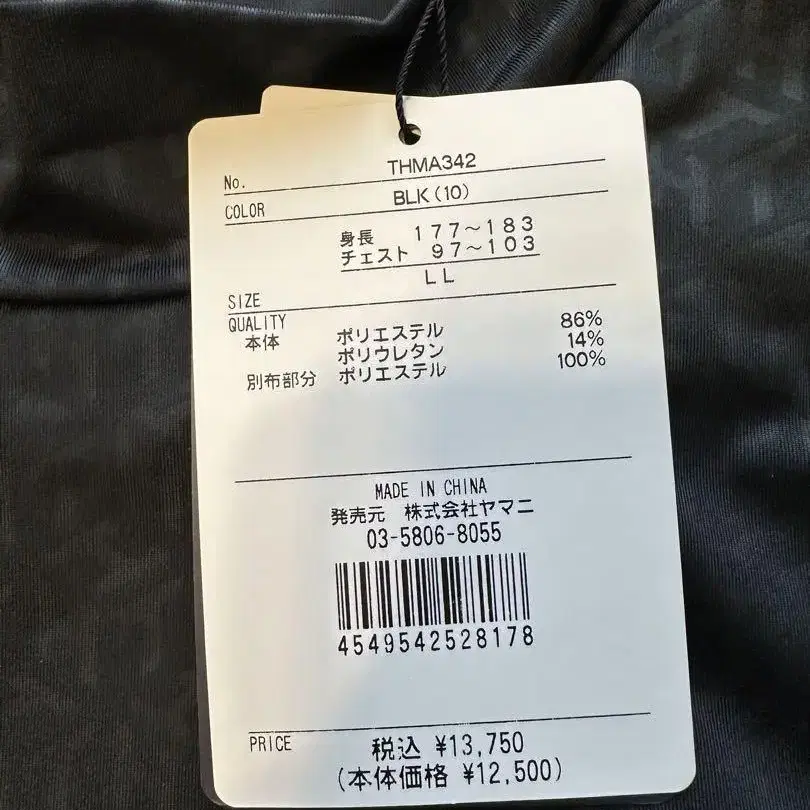 No. THMA342
COLOR BLK(10)
身長 177～183
チェスト 97～103
SIZE LL
QUALITY
本体 ポリエステル 86%
ポリウレタン 14%
別布部分 ポリエステル 100%
MADE IN CHINA
発売元 株式会社ヤマニ
03-5806-8055
4549542528178
PRICE 税込 ¥13,750
(本体価格 ¥12,500)